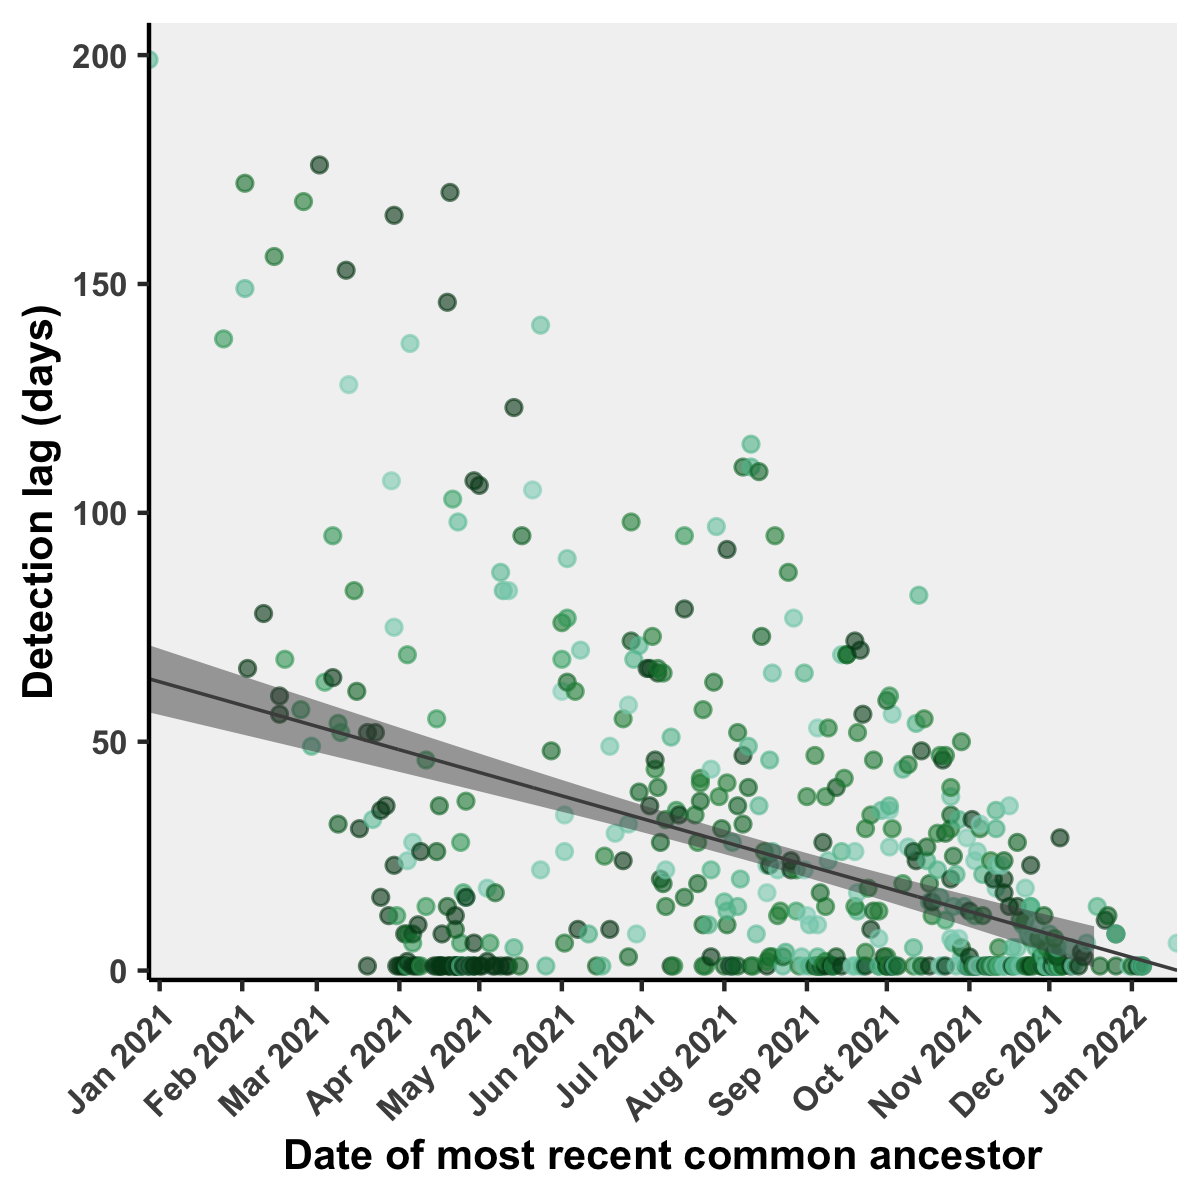 Detection lag (days)
200
150
100
50
0
Jan 2021
Feb 2021
Mar 2021
Apr 2021
May 2021
Jun 2021
Jul 2021
Aug 2021
Sep 2021
Oct 2021
Nov 2021
Dec 2021
Jan 2022
Date of most recent common ancestor